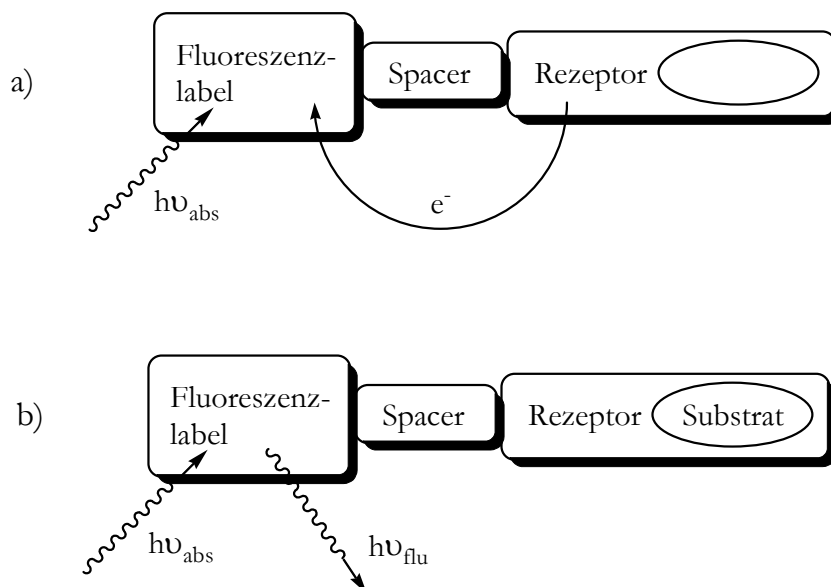 a)
Fluoreszenz-
label
Spacer
Rezeptor
hυabs
e-
b)
Fluoreszenz-
label
Spacer
Rezeptor
Substrat
hυabs
hυflu